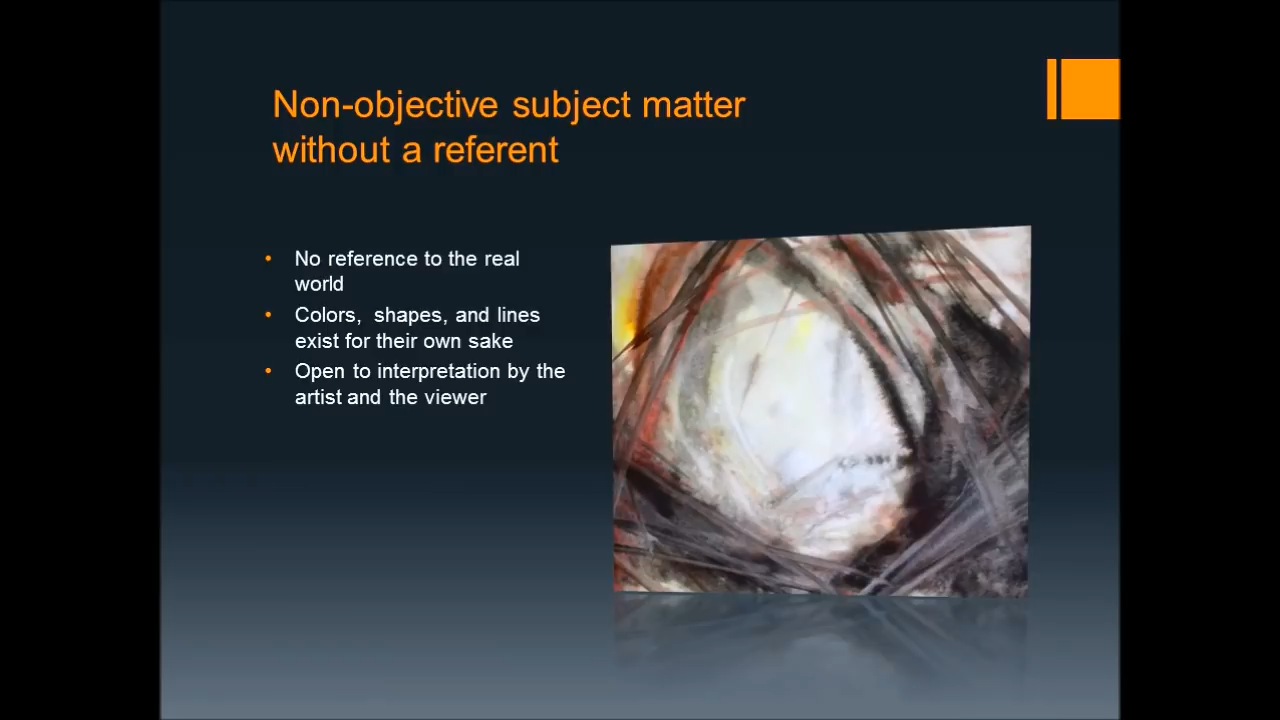 Non-objective subject matter
without a referent
• No reference to the real
world
• Colors, shapes, and lines
exist for their own sake
• Open to interpretation by the
artist and the viewer